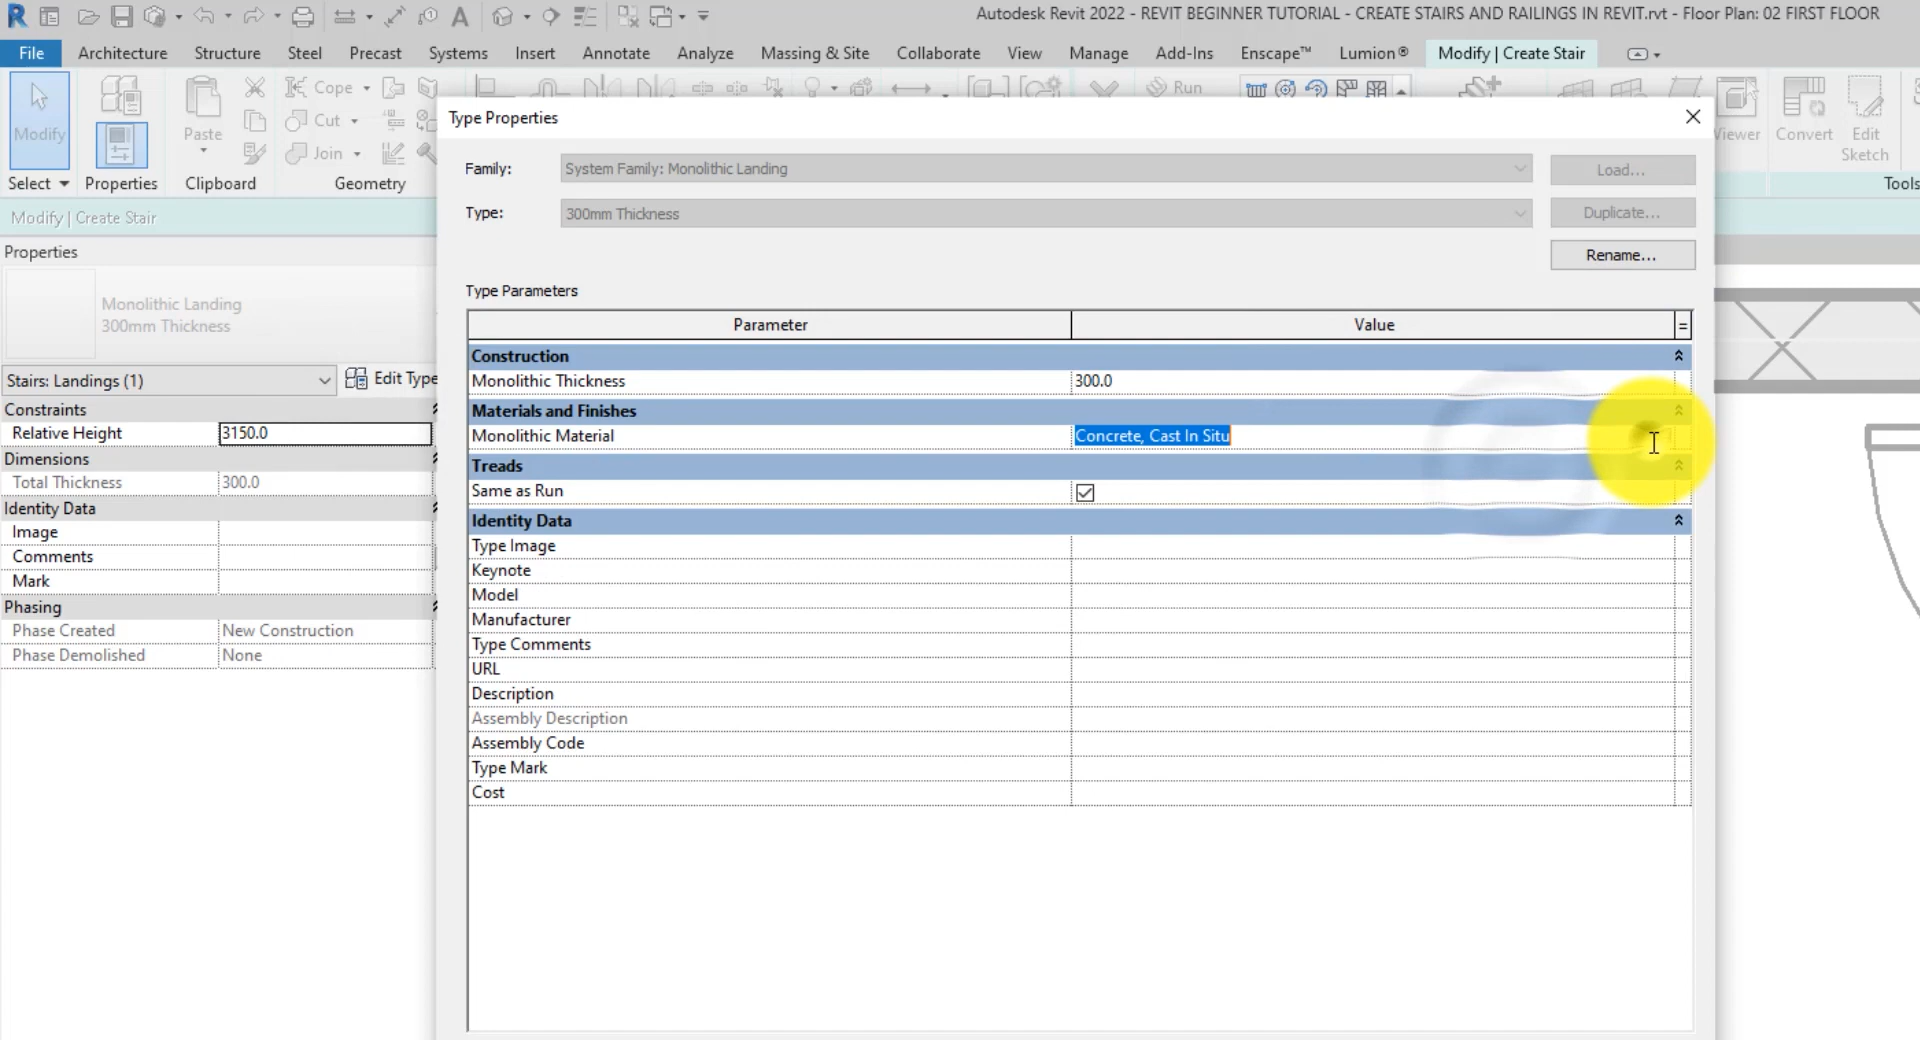 Autodesk Revit 2022 - REVIT BEGINNER TUTORIAL - CREATE STAIRS AND RAILINGS IN REVIT.rvt - Floor Plan: 02 FIRST FLOOR
File Architecture Structure Steel Precast Systems Insert Annotate Analyze Massing & Site Collaborate View Manage Add-Ins Enscape™ Lumion® Modify | Create Stair
Modify
Paste
Cope
Cut
Join
Run
Viewer
Convert
Edit
Sketch
Select Properties Clipboard Geometry Tools
Modify | Create Stair
Properties
Monolithic Landing
300mm Thickness
Stairs: Landings (1) Edit Type
Constraints
Relative Height 3150.0
Dimensions
Total Thickness 300.0
Identity Data
Image
Comments
Mark
Phasing
Phase Created New Construction
Phase Demolished None
Type Properties
Family: System Family: Monolithic Landing Load...
Type: 300mm Thickness Duplicate...
Rename...
Type Parameters
Parameter Value =
Construction
Monolithic Thickness 300.0
Materials and Finishes
Monolithic Material Concrete, Cast In Situ
Treads
Same as Run
Identity Data
Type Image
Keynote
Model
Manufacturer
Type Comments
URL
Description
Assembly Description
Assembly Code
Type Mark
Cost